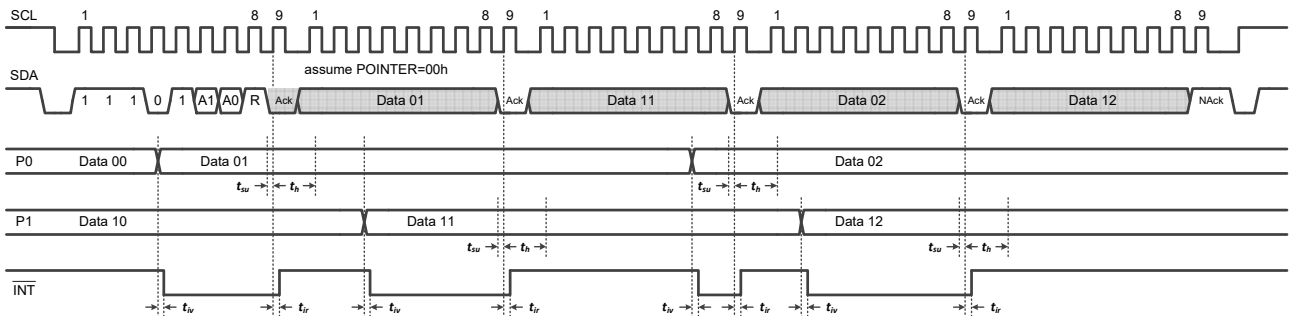 SCL 1 8 9 1 8 9 1 8 9 1 8 9 1 8 9
assume POINTER=00h
SDA 1 1 1 0 1 A1 A0 R Ack Data 01 Ack Data 11 Ack Data 02 Ack Data 12 NAck
P0 Data 00 Data 01 Data 02
tsu th tsu th
P1 Data 10 Data 11 Data 12
tsu th tsu th
INT
tiv tir tiv tir tiv tir tiv tir